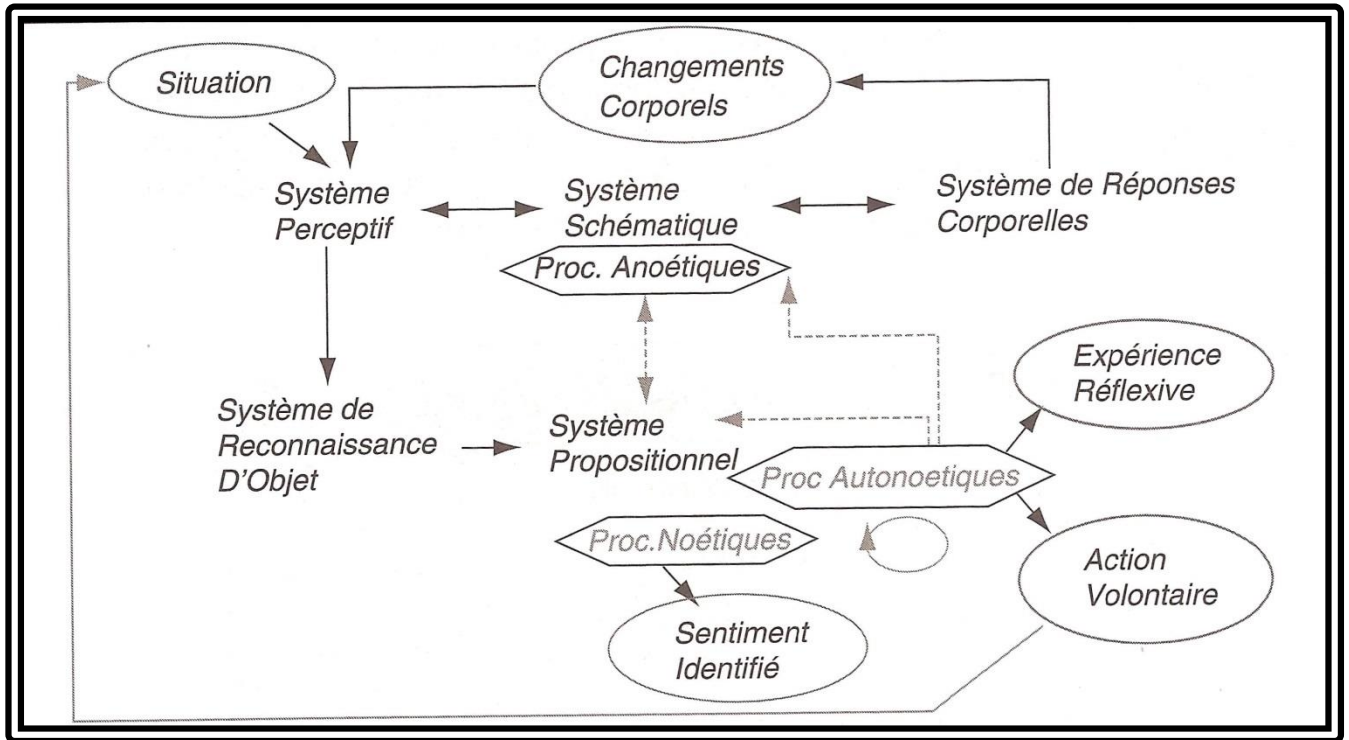 Situation
Changements
Corporels
Système
Perceptif
Système
Schématique
Système de Réponses
Corporelles
Proc. Anoétiques
Expérience
Réflexive
Système de
Reconnaissance
D'Objet
Système
Propositionnel
Proc Autonoetiques
Proc.Noétiques
Action
Volontaire
Sentiment
Identifié